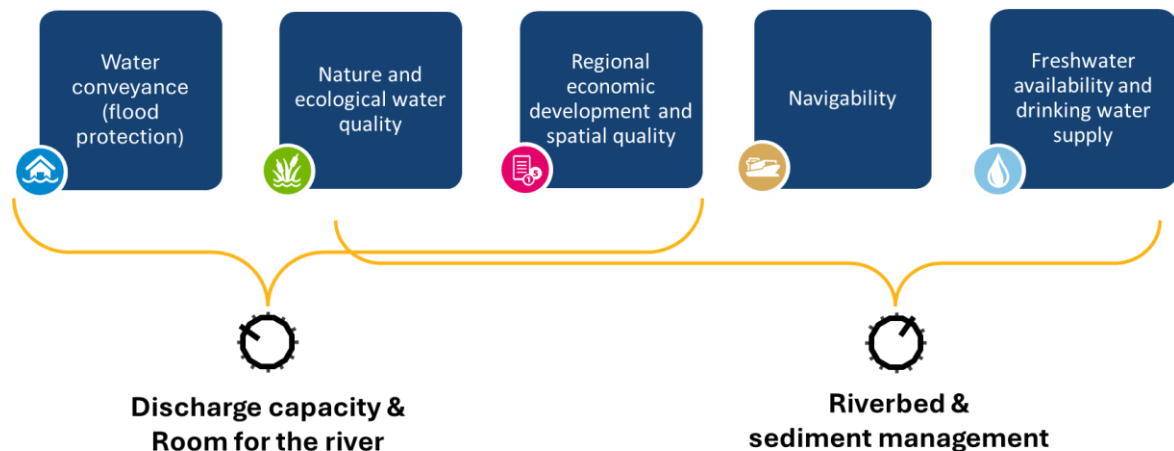 Water
conveyance
(flood
protection)
Nature and
ecological water
quality
Regional
economic
development and
spatial quality
Navigability
Freshwater
availability and
drinking water
supply
Discharge capacity &
Room for the river
Riverbed &
sediment management